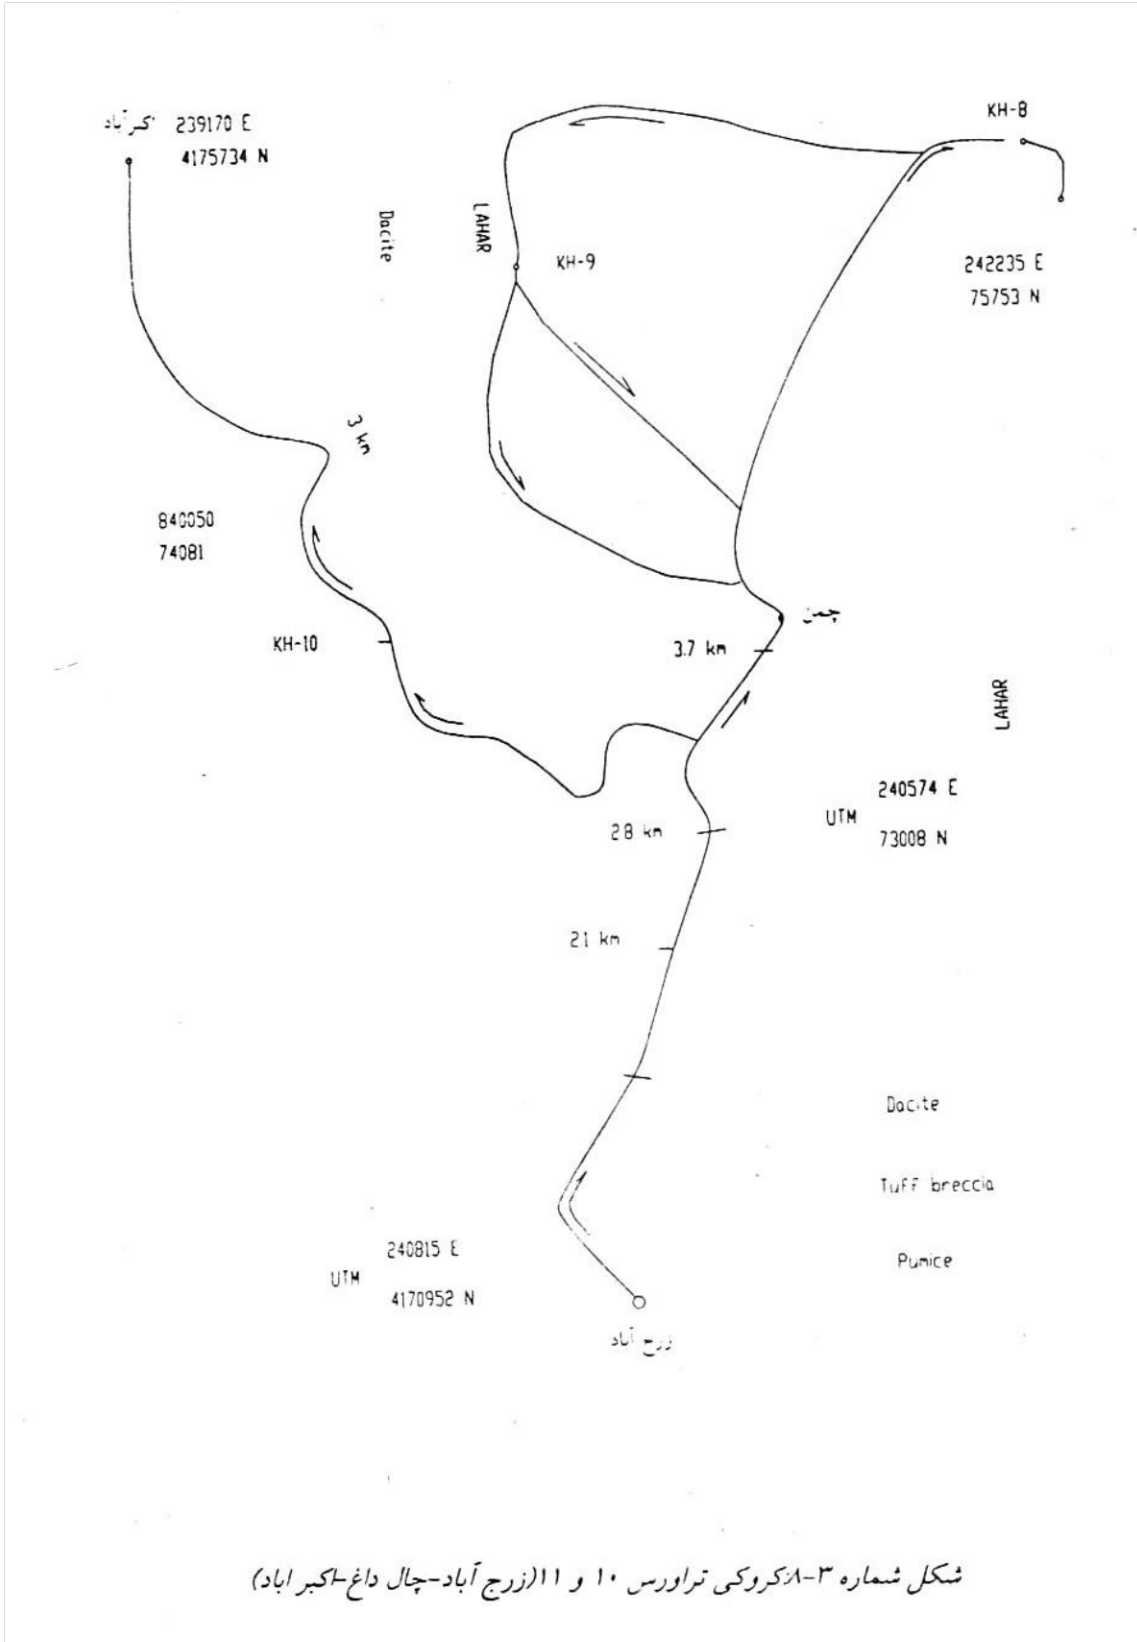 KH-8
239170 E
4175734 N
Dacite
LAHAR
KH-9
242235 E
75753 N
3 km
840050
74081
KH-10
چمن
3.7 km
LAHAR
240574 E
UTM
73008 N
28 km
21 km
Dacite
Tuff breccia
Pumice
240815 E
UTM
4170952 N
زرج آباد
شکل شماره ۳-۸:کروکی تراورس ۱۰ و ۱۱(زرج آباد-چال داغ-اکبر اباد)